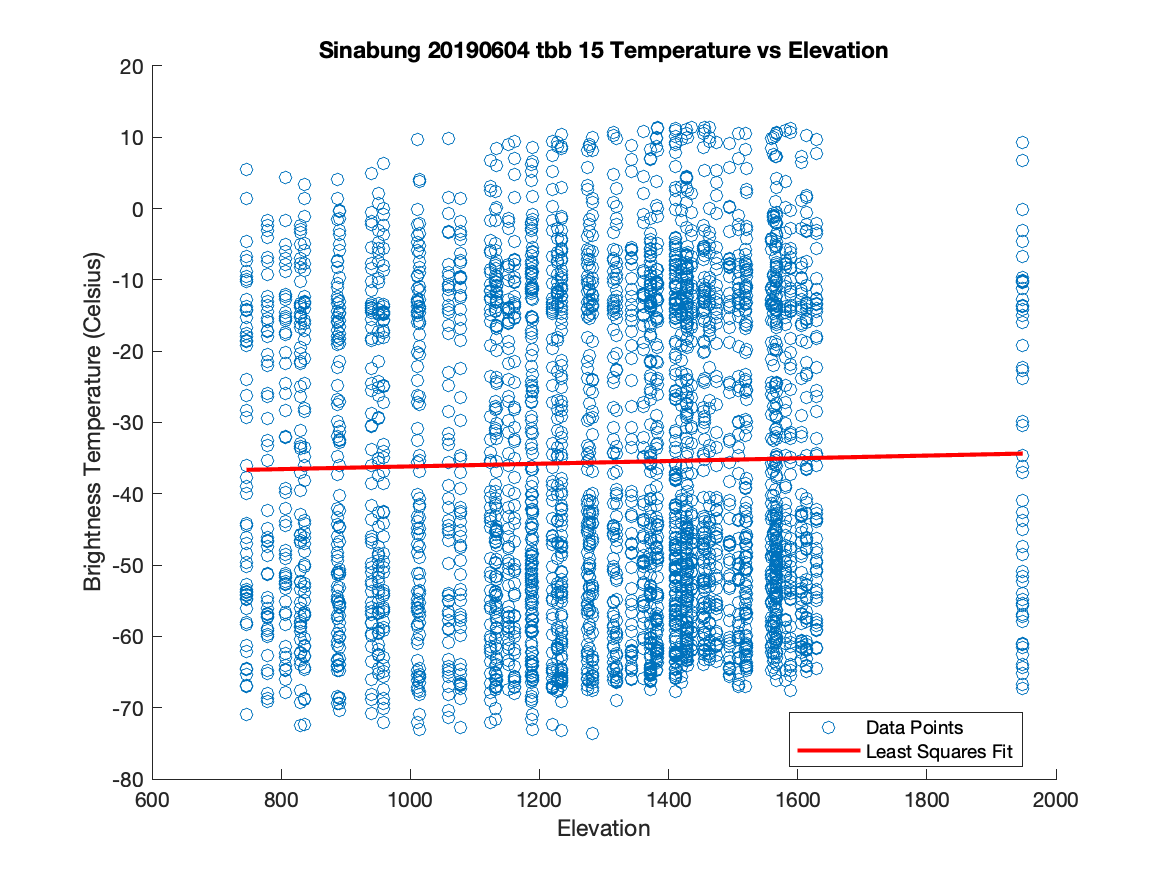 Sinabung 20190604 tbb 15 Temperature vs Elevation
20
10
0
-10
-20
-30
-40
-50
-60
-70
-80
Brightness Temperature (Celsius)
Data Points
Least Squares Fit
600 800 1000 1200 1400 1600 1800 2000
Elevation